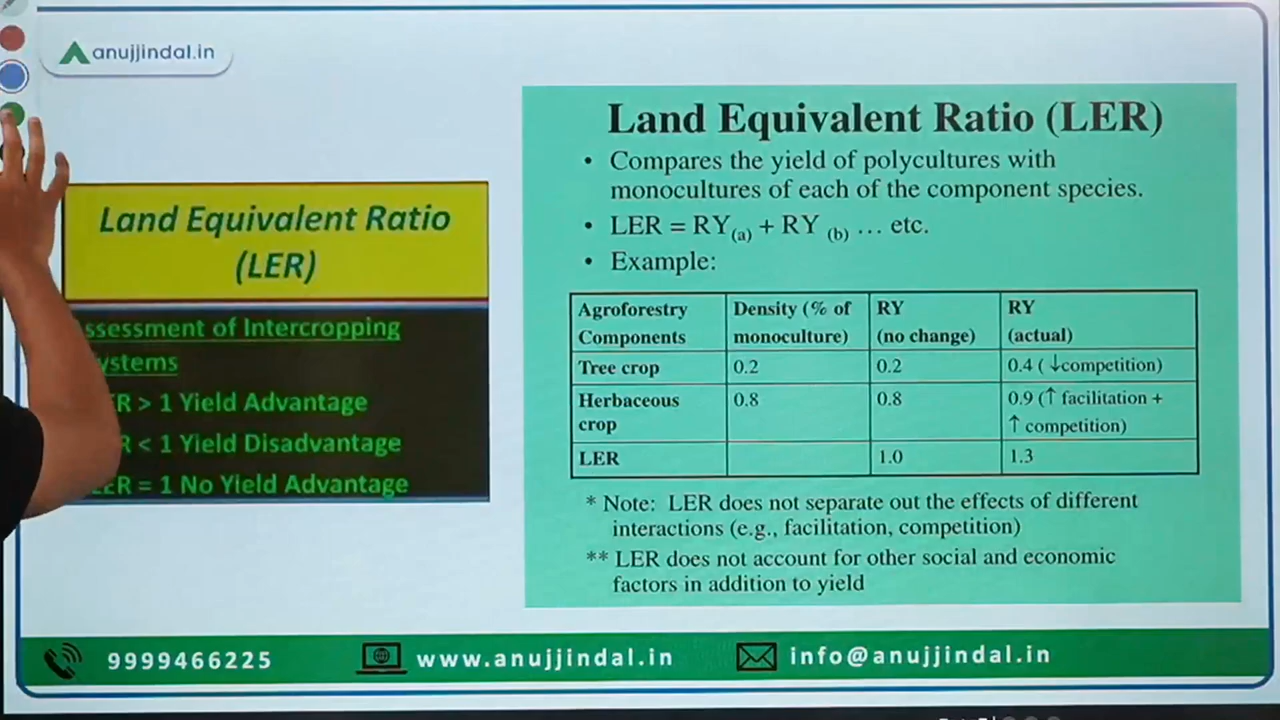 anujjindal.in
Land Equivalent Ratio
(LER)
ssessment of Intercropping
ystems
R > 1 Yield Advantage
R < 1 Yield Disadvantage
ER = 1 No Yield Advantage
Land Equivalent Ratio (LER)
• Compares the yield of polycultures with
monocultures of each of the component species.
• LER = RY(a) + RY (b) … etc.
• Example:
Agroforestry Components | Density (% of monoculture) | RY (no change) | RY (actual)
Tree crop | 0.2 | 0.2 | 0.4 (↓competition)
Herbaceous crop | 0.8 | 0.8 | 0.9 (↑ facilitation + ↑ competition)
LER | | 1.0 | 1.3
* Note: LER does not separate out the effects of different
interactions (e.g., facilitation, competition)
** LER does not account for other social and economic
factors in addition to yield
9999466225
www.anujjindal.in
info@anujjindal.in